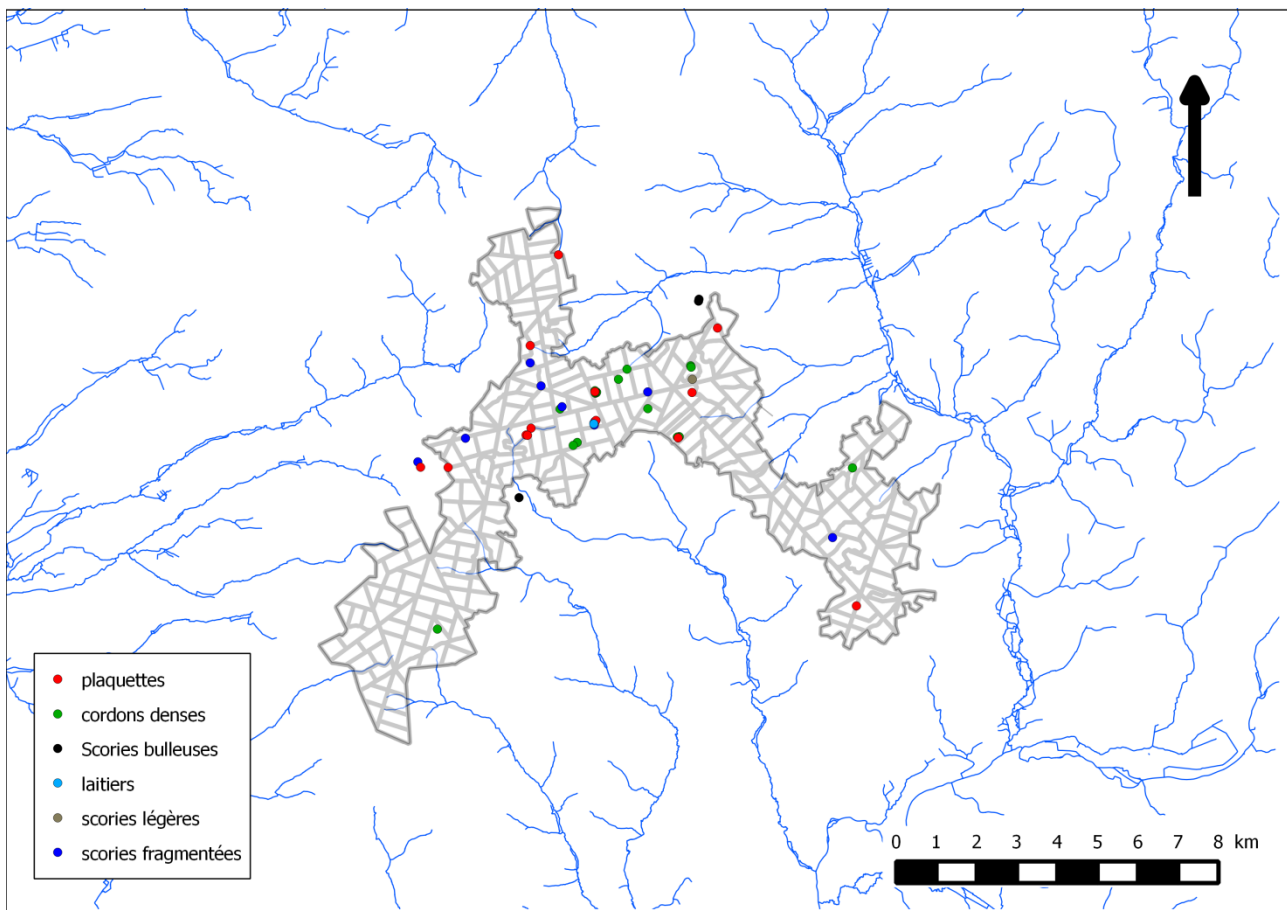 plaquettes
cordons denses
Scories bulleuses
laitiers
scories légères
scories fragmentées
0 1 2 3 4 5 6 7 8 km